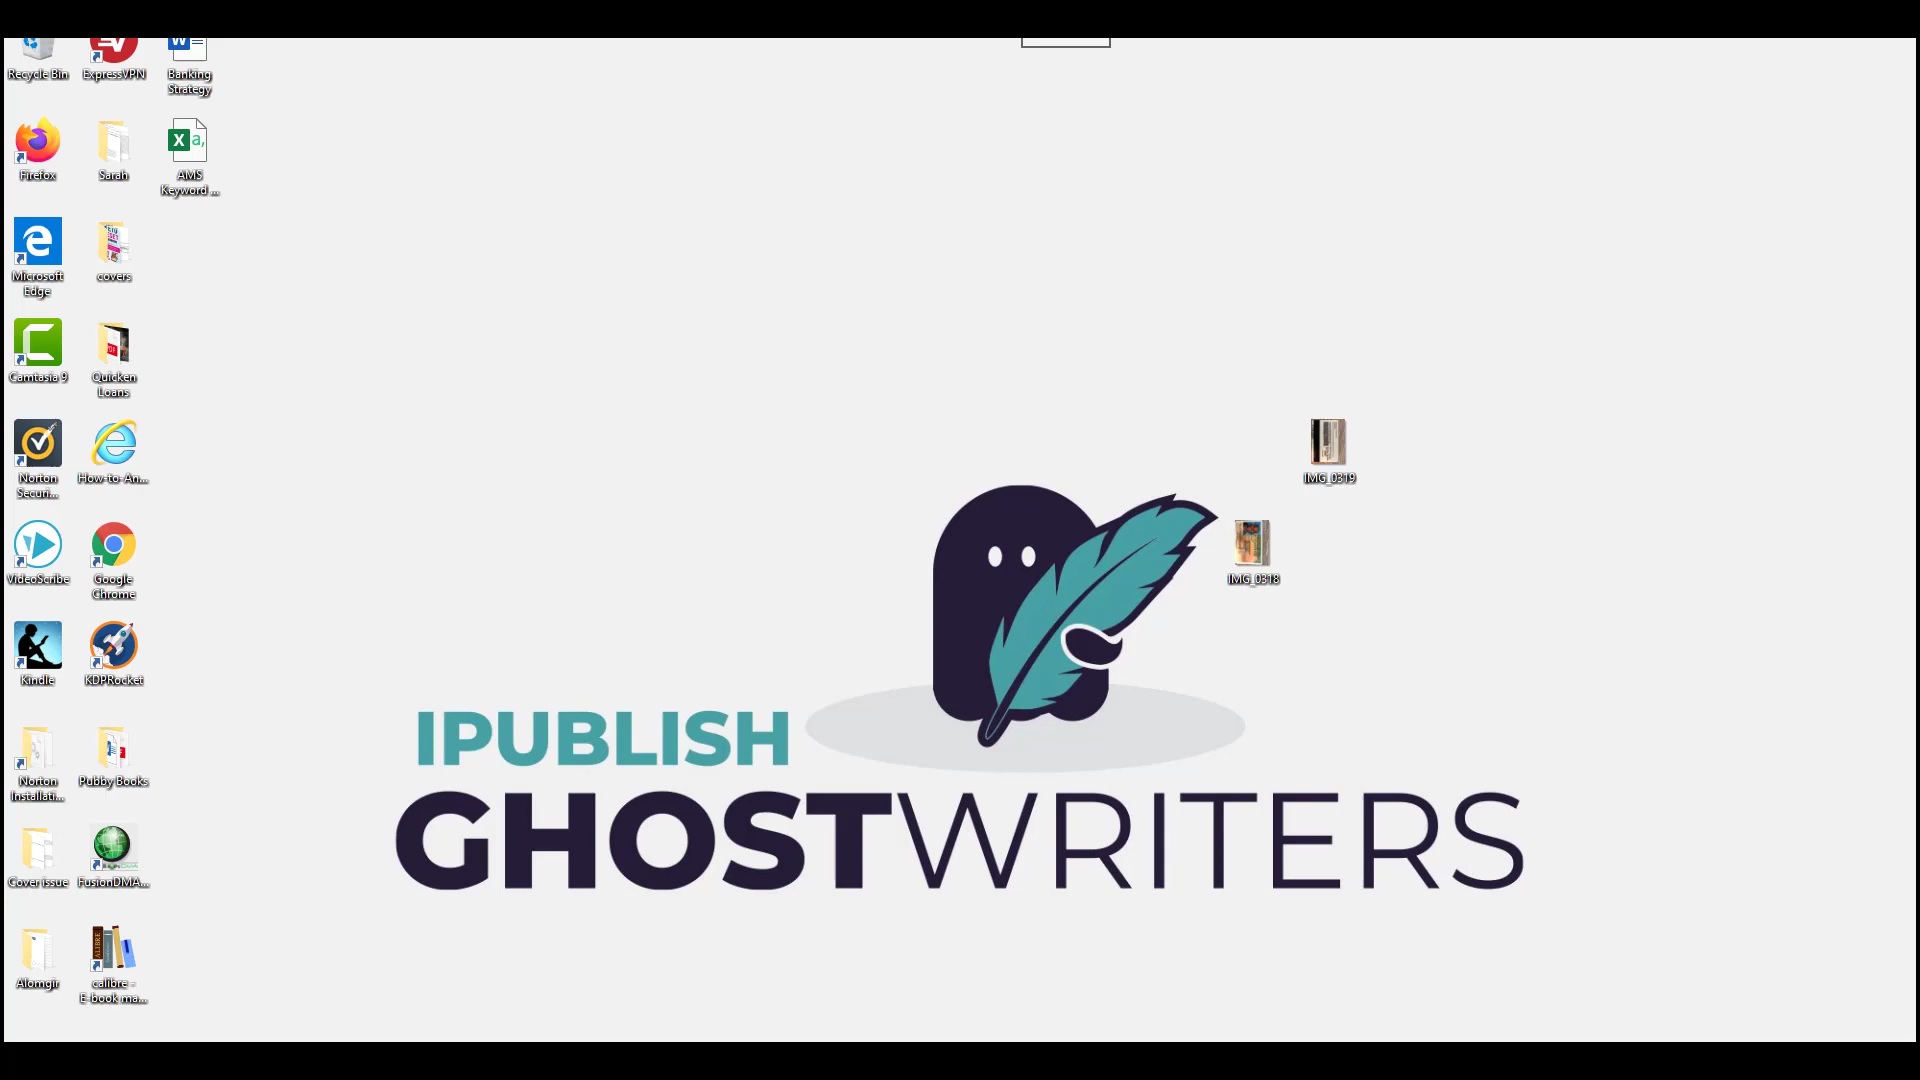 Recycle Bin
ExpressVPN
Banking
Strategy
Firefox
Sarah
AMS
Keyword ...
Microsoft
Edge
covers
Camtasia 9
Quicken
Loans
Norton
Securi...
How-to-An...
IMG_0319
VideoScribe
Google
Chrome
IMG_0318
Kindle
KDPRocket
Norton
Installati...
Pubby Books
Cover issue
FusionDMA...
Alomgir
calibre -
E-book ma...
IPUBLISH
GHOSTWRITERS